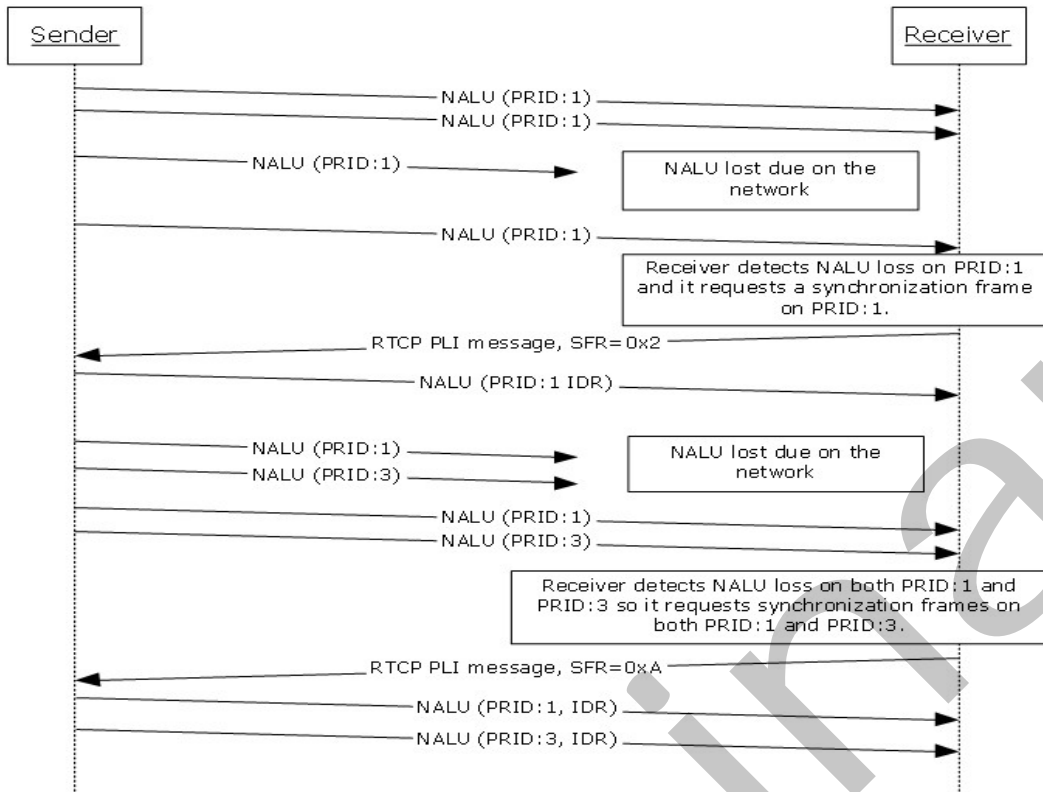 Sender
Receiver
NALU (PRID:1)
NALU (PRID:1)
NALU (PRID:1)
NALU lost due on the
network
NALU (PRID:1)
Receiver detects NALU loss on PRID:1
and it requests a synchronization frame
on PRID:1.
RTCP PLI message, SFR=0x2
NALU (PRID:1 IDR)
NALU (PRID:1)
NALU (PRID:3)
NALU lost due on the
network
NALU (PRID:1)
NALU (PRID:3)
Receiver detects NALU loss on both PRID:1 and
PRID:3 so it requests synchronization frames on
both PRID:1 and PRID:3.
RTCP PLI message, SFR=0xA
NALU (PRID:1, IDR)
NALU (PRID:3, IDR)